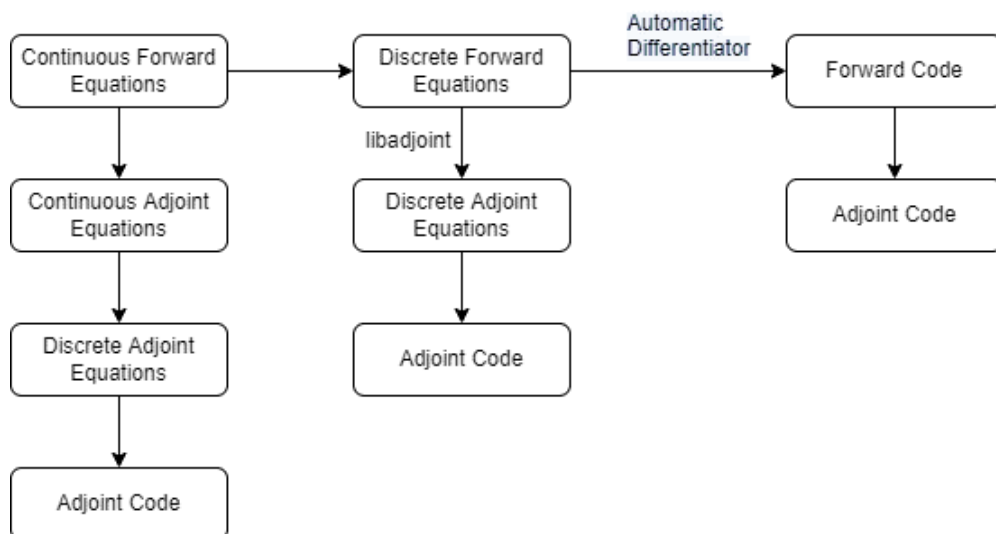 Continuous Forward
Equations
Discrete Forward
Equations
Automatic
Differentiator
Forward Code
libadjoint
Continuous Adjoint
Equations
Discrete Adjoint
Equations
Adjoint Code
Discrete Adjoint
Equations
Adjoint Code
Adjoint Code